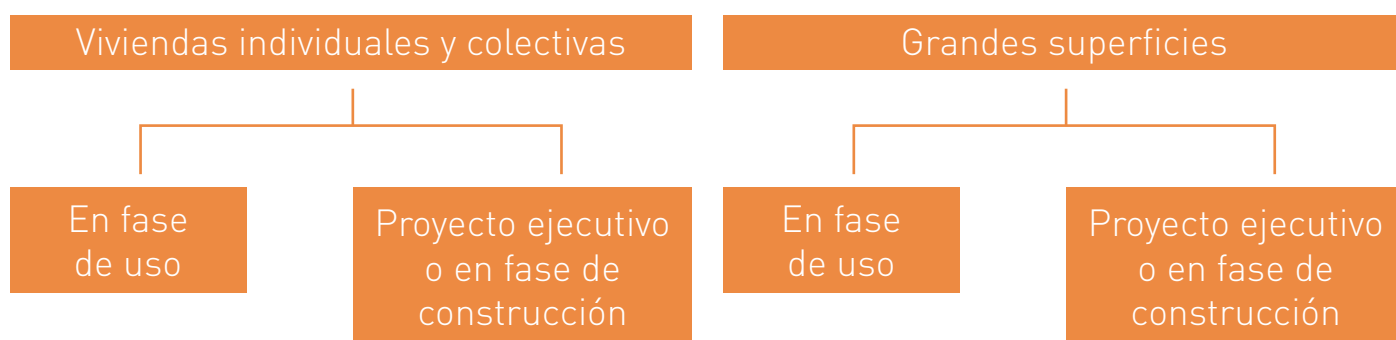 Viviendas individuales y colectivas
En fase
de uso
Proyecto ejecutivo
o en fase de
construcción
Grandes superficies
En fase
de uso
Proyecto ejecutivo
o en fase de
construcción